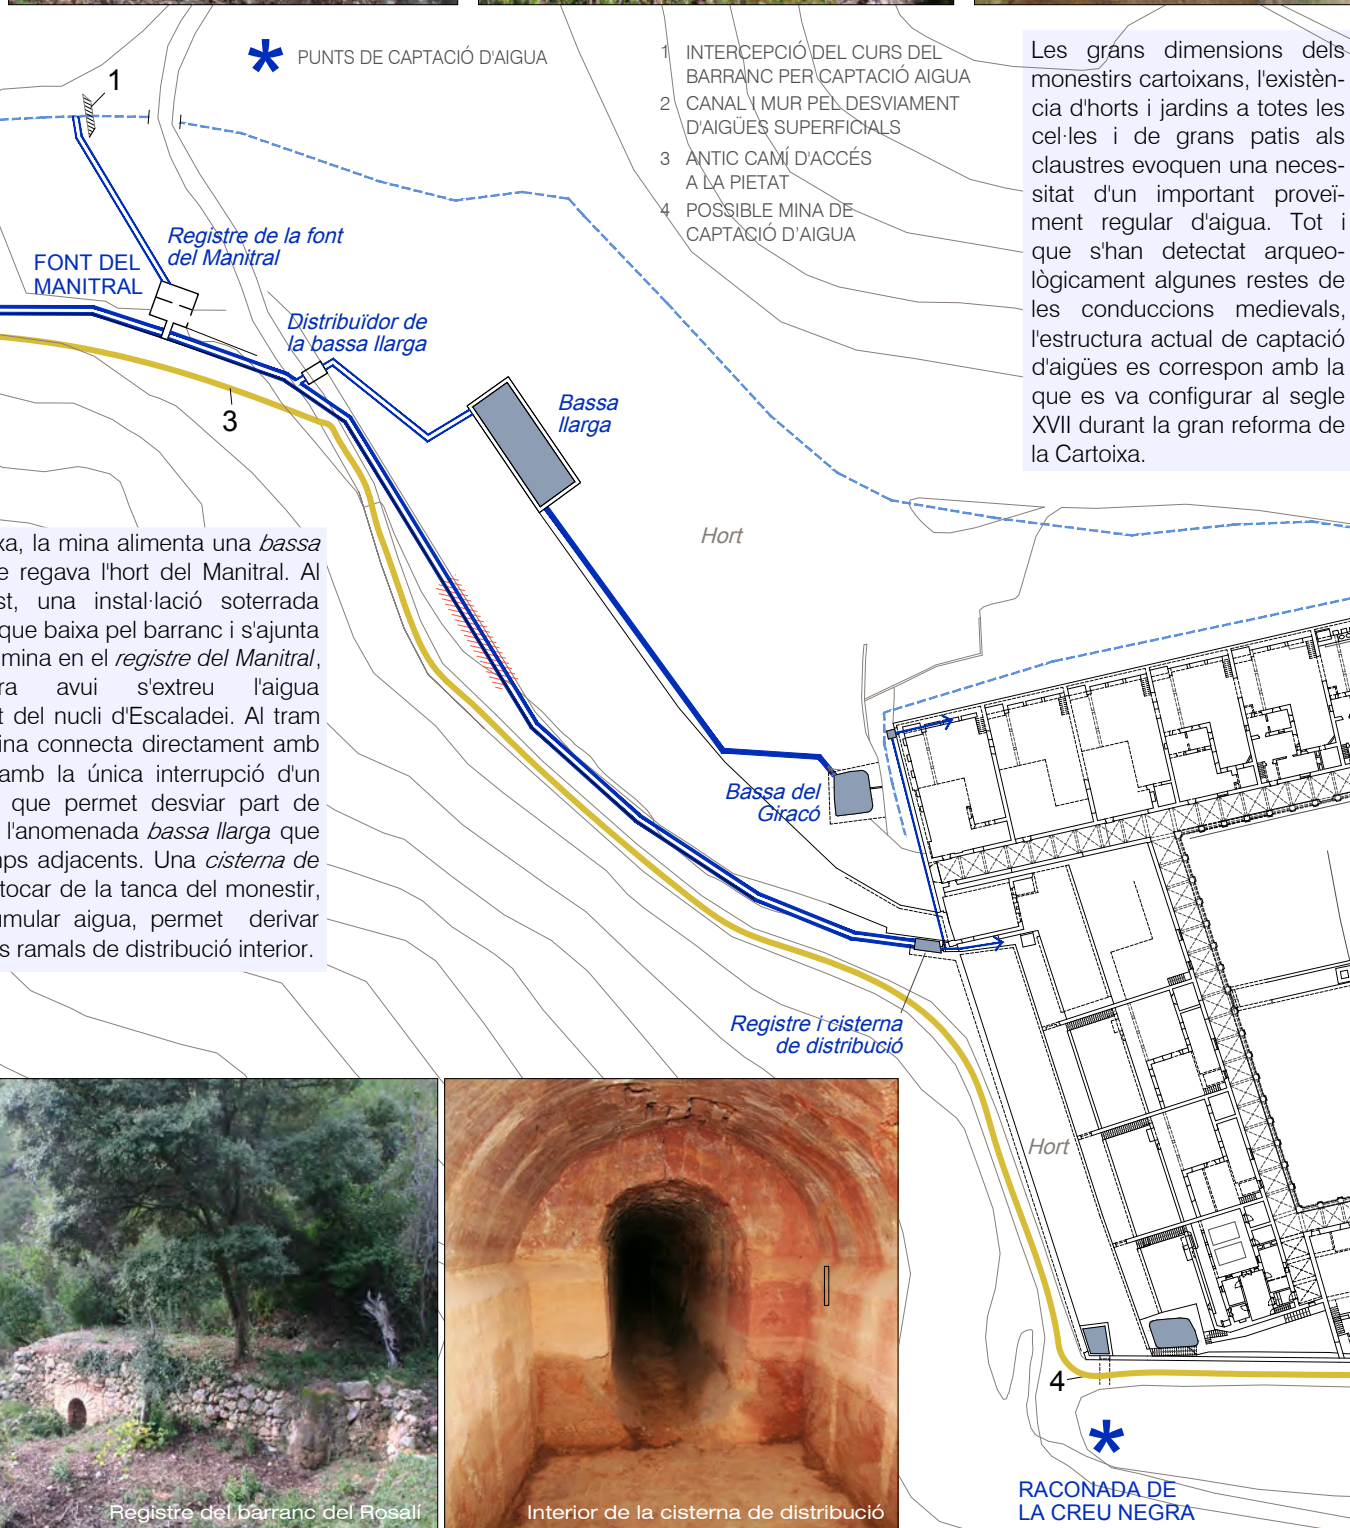 PUNTS DE CAPTACIÓ D'AIGUA
1 INTERCEPCIÓ DEL CURS DEL
BARRANC PER CAPTACIÓ AIGUA
2 CANAL I MUR PEL DESVIAMENT
D'AIGÜES SUPERFICIALS
3 ANTIC CAMÍ D'ACCÉS
A LA PIETAT
4 POSSIBLE MINA DE
CAPTACIÓ D'AIGUA
Les grans dimensions dels
monestirs cartoixans, l'existèn-
cia d'horts i jardins a totes les
cel·les i de grans patis als
claustres evoquen una neces-
sitat d'un important proveï-
ment regular d'aigua. Tot i
que s'han detectat arqueo-
lògicament algunes restes de
les conduccions medievals,
l'estructura actual de captació
d'aigües es correspon amb la
que es va configurar al segle
XVII durant la gran reforma de
la Cartoixa.
1
Registre de la font
del Manitral
FONT DEL
MANITRAL
Distribuïdor de
la bassa llarga
3
Bassa
llarga
Hort
xa, la mina alimenta una bassa
e regava l'hort del Manitral. Al
st, una instal·lació soterrada
que baixa pel barranc i s'ajunta
mina en el registre del Manitral,
ra avui s'extreu l'aigua
t del nucli d'Escaladei. Al tram
ina connecta directament amb
amb la única interrupció d'un
que permet desviar part de
l'anomenada bassa llarga que
ps adjacents. Una cisterna de
tocar de la tanca del monestir,
mular aigua, permet derivar
s ramals de distribució interior.
Bassa del
Giracó
Registre i cisterna
de distribució
Hort
4
RACONADA DE
LA CREU NEGRA
Registre del barranc del Rosalí
Interior de la cisterna de distribució